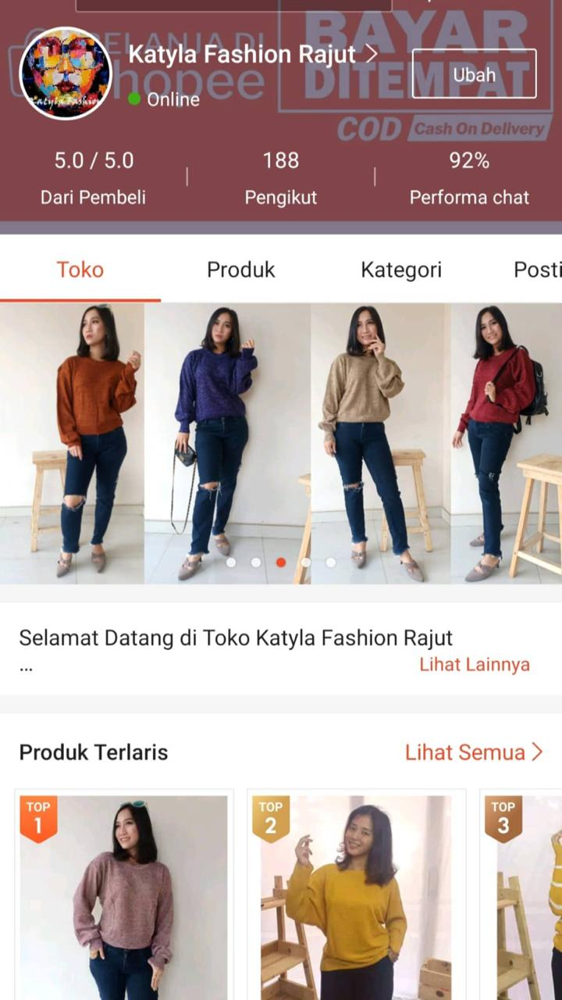 BELANJA DI
Shopee
BAYAR
DITEMPAT
COD Cash On Delivery
Katyla Fashion
Katyla Fashion Rajut >
Online
Ubah
5.0 / 5.0
188
92%
Dari Pembeli
Pengikut
Performa chat
Toko
Produk
Kategori
Posti
Selamat Datang di Toko Katyla Fashion Rajut
...
Lihat Lainnya
Produk Terlaris
Lihat Semua >
TOP
1
TOP
2
TOP
3